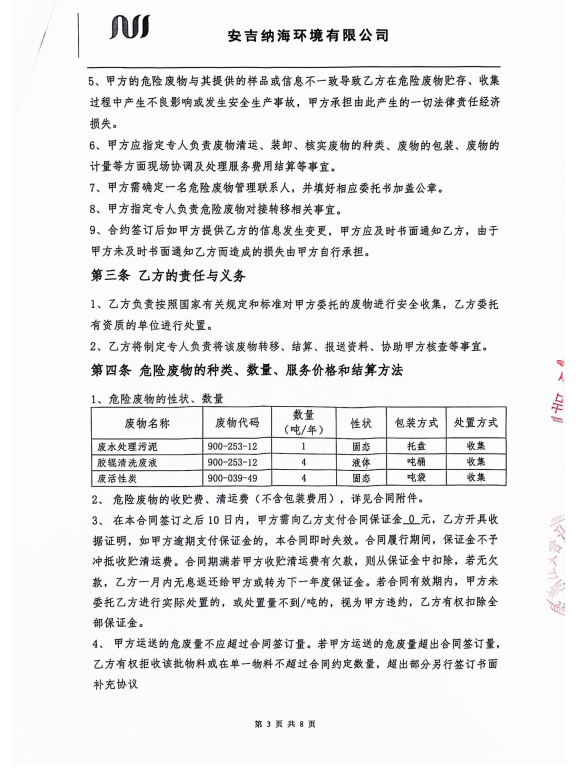 安吉纳海环境有限公司
5、甲方的危险废物与其提供的样品或信息不一致导致乙方在危险废物贮存、收集
过程中产生不良影响或发生安全生产事故，甲方承担由此产生的一切法律责任经济
损失。
6、甲方应指定专人负责废物清运、装卸、核实废物的种类、废物的包装、废物的
计量等方面现场协调及处理服务费用结算等事宜。
7、甲方需确定一名危险废物管理联系人，并填好相应委托书加盖公章。
8、甲方指定专人负责危险废物对接转移相关事宜。
9、合约签订后如甲方提供乙方的信息发生变更，甲方应及时书面通知乙方，由于
甲方未及时书面通知乙方而造成的损失由甲方自行承担。
第三条 乙方的责任与义务
1、乙方负责按照国家有关规定和标准对甲方委托的废物进行安全收集，乙方委托
有资质的单位进行处置。
2、乙方将制定专人负责将该废物转移、结算、报送资料、协助甲方核查等事宜。
第四条 危险废物的种类、数量、服务价格和结算方法
1、危险废物的性状、数量
废物名称 废物代码 数量（吨/年） 性状 包装方式 处置方式
废水处理污泥 900-253-12 1 固态 托盘 收集
胶辊清洗废液 900-253-12 4 液体 吨桶 收集
废活性炭 900-039-49 4 固态 吨袋 收集
2、 危险废物的收贮费、清运费（不含包装费用），详见合同附件。
3、 在本合同签订之后 10 日内，甲方需向乙方支付合同保证金 0 元，乙方开具收
据证明，如甲方逾期支付保证金的，本合同即时失效。合同履行期间，保证金不予
冲抵收贮清运费。合同期满若甲方收贮清运费有欠款，则从保证金中扣除，若无欠
款，乙方一月内无息返还给甲方或转为下一年度保证金。若合同有效期内，甲方未
委托乙方进行实际处置的，或处置量不到/吨的，视为甲方违约，乙方有权扣除全
部保证金。
4、 甲方运送的危废量不应超过合同签订量。若甲方运送的危废量超出合同签订量，
乙方有权拒收该批物料或在单一物料不超过合同约定数量，超出部分另行签订书面
补充协议
第 3 页 共 8 页